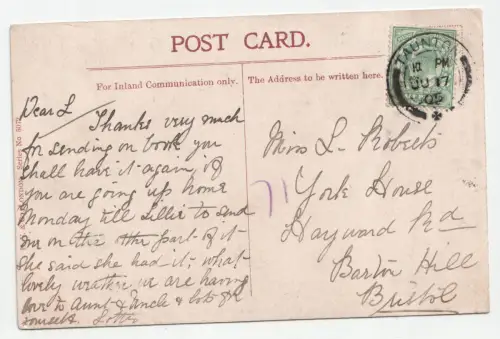 POST CARD.
For Inland Communication only.
The Address to be written here.
TAUNTON
PM
JU 17
05
Dear L
Thanks very much
for sending on book you
shall have it again, if
you are going up home
Monday tell Lillie to send
on the other part of it
she said she had it, what
lovely weather we are having
love to Aunt & Uncle & lots for
yourself. Lottie
Miss L. Roberts
York House
Hayward Rd
Barton Hill
Bristol
71